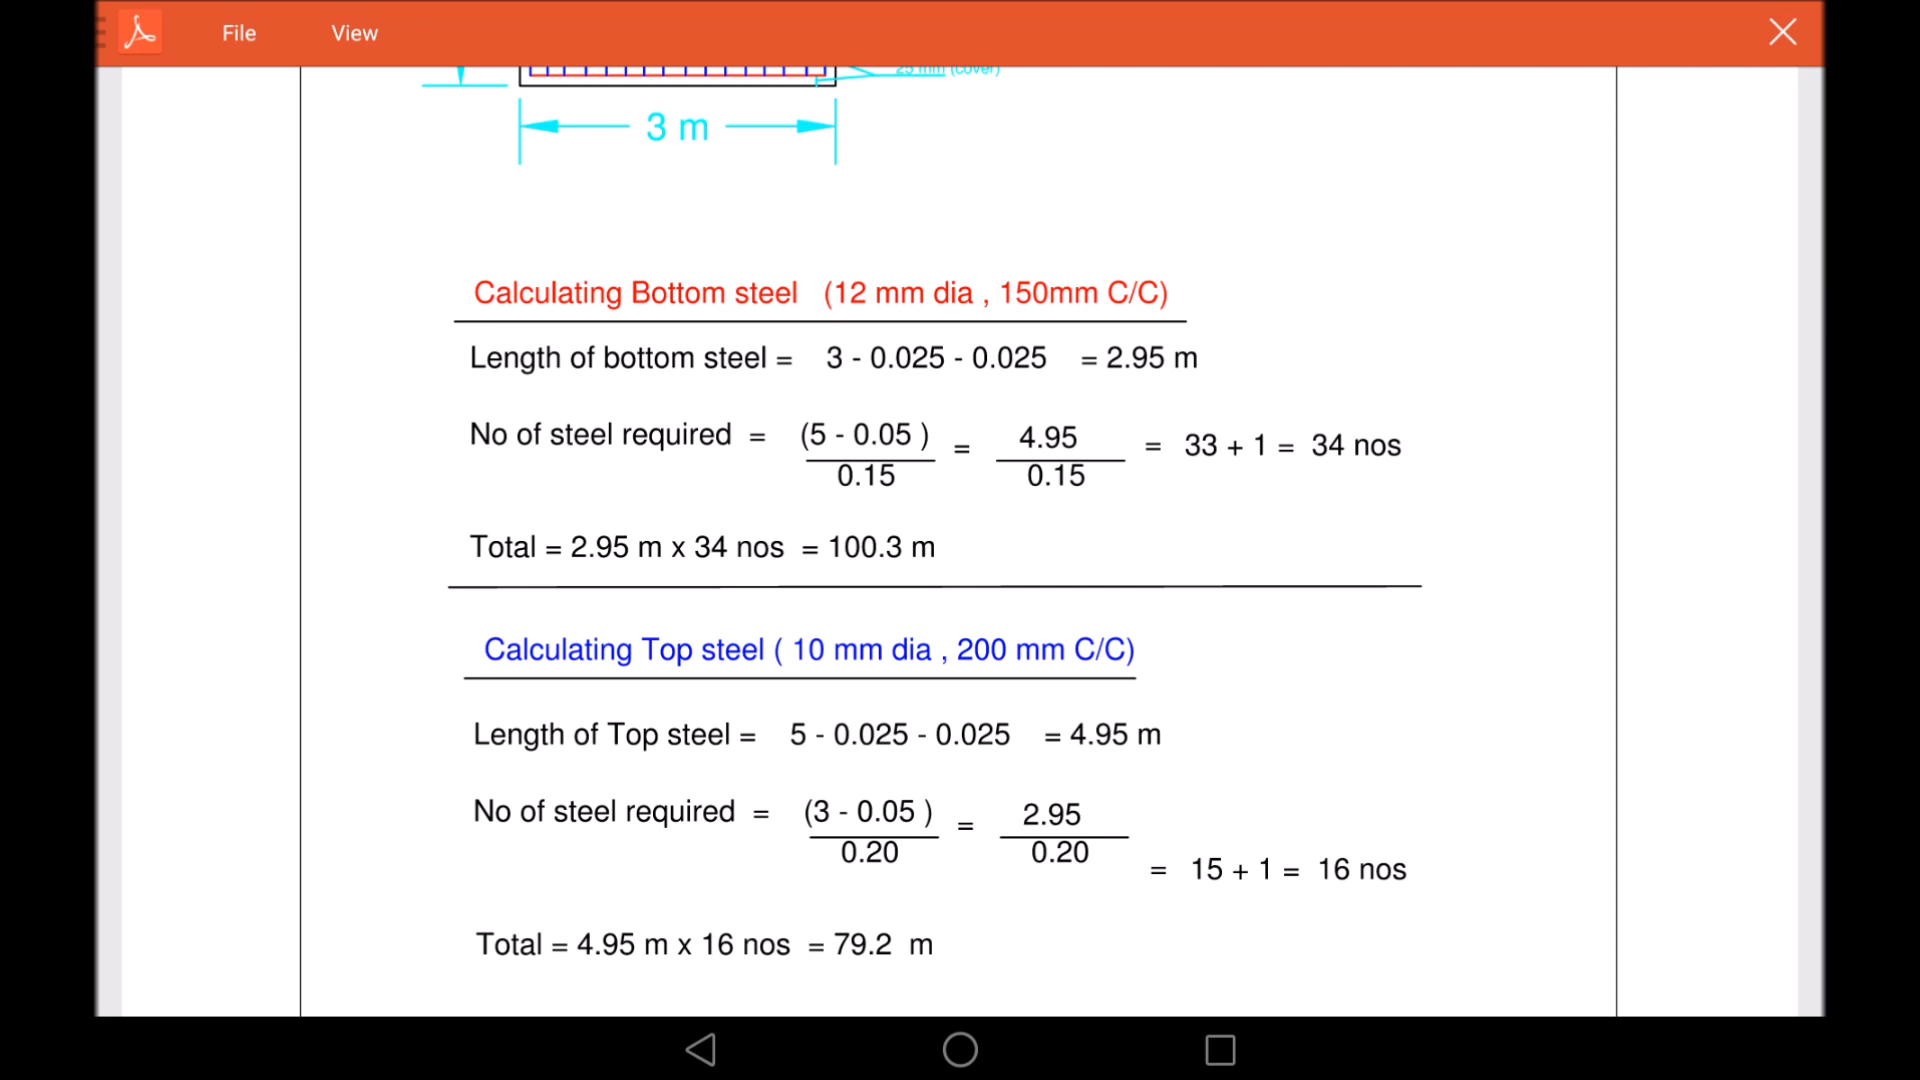 File View
25 mm (cover)
3 m
Calculating Bottom steel (12 mm dia , 150mm C/C)
Length of bottom steel = 3 - 0.025 - 0.025 = 2.95 m
No of steel required = (5 - 0.05 ) / 0.15 = 4.95 / 0.15 = 33 + 1 = 34 nos
Total = 2.95 m x 34 nos = 100.3 m
Calculating Top steel ( 10 mm dia , 200 mm C/C)
Length of Top steel = 5 - 0.025 - 0.025 = 4.95 m
No of steel required = (3 - 0.05 ) / 0.20 = 2.95 / 0.20 = 15 + 1 = 16 nos
Total = 4.95 m x 16 nos = 79.2 m